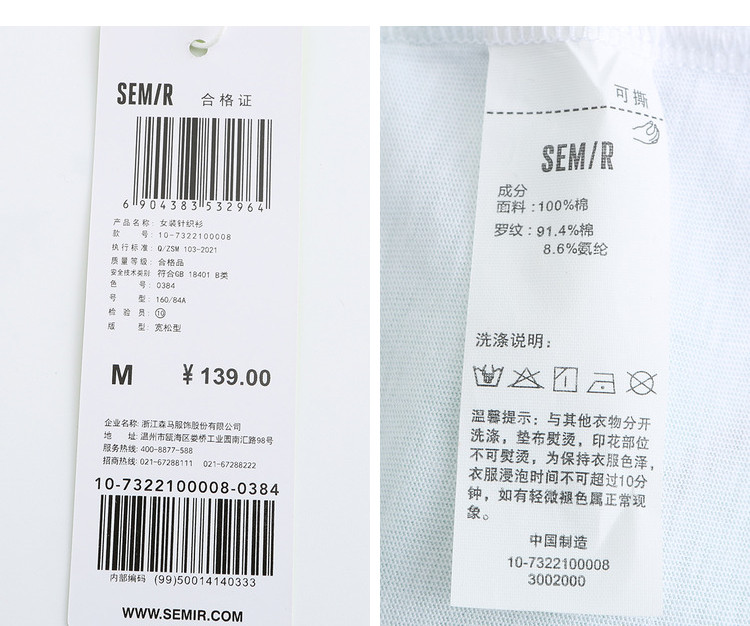 SEM/R 合格证
6 904383 532964
产品名称: 女装针织衫
款 号: 10-7322100008
执行标准: Q/ZSM 103-2021
质量等级: 合格品
安全技术类别: 符合GB 18401 B类
色 号: 0384
号 型: 160/84A
检 验 员: ⑩
版 型: 宽松型
M ¥ 139.00
企业名称: 浙江森马服饰股份有限公司
地 址: 温州市瓯海区娄桥工业园南汇路98号
服务热线: 400-8877-588
招商热线: 021-67288111 021-67288222
10-7322100008-0384
内部编码 (99)50014140333
WWW.SEMIR.COM
可撕
SEM/R
成分
面料:100%棉
罗纹:91.4%棉
8.6%氨纶
洗涤说明:
温馨提示: 与其他衣物分开
洗涤, 垫布熨烫, 印花部位
不可熨烫, 为保持衣服色泽,
衣服浸泡时间不可超过10分
钟, 如有轻微褪色属正常现
象。
中国制造
10-7322100008
3002000